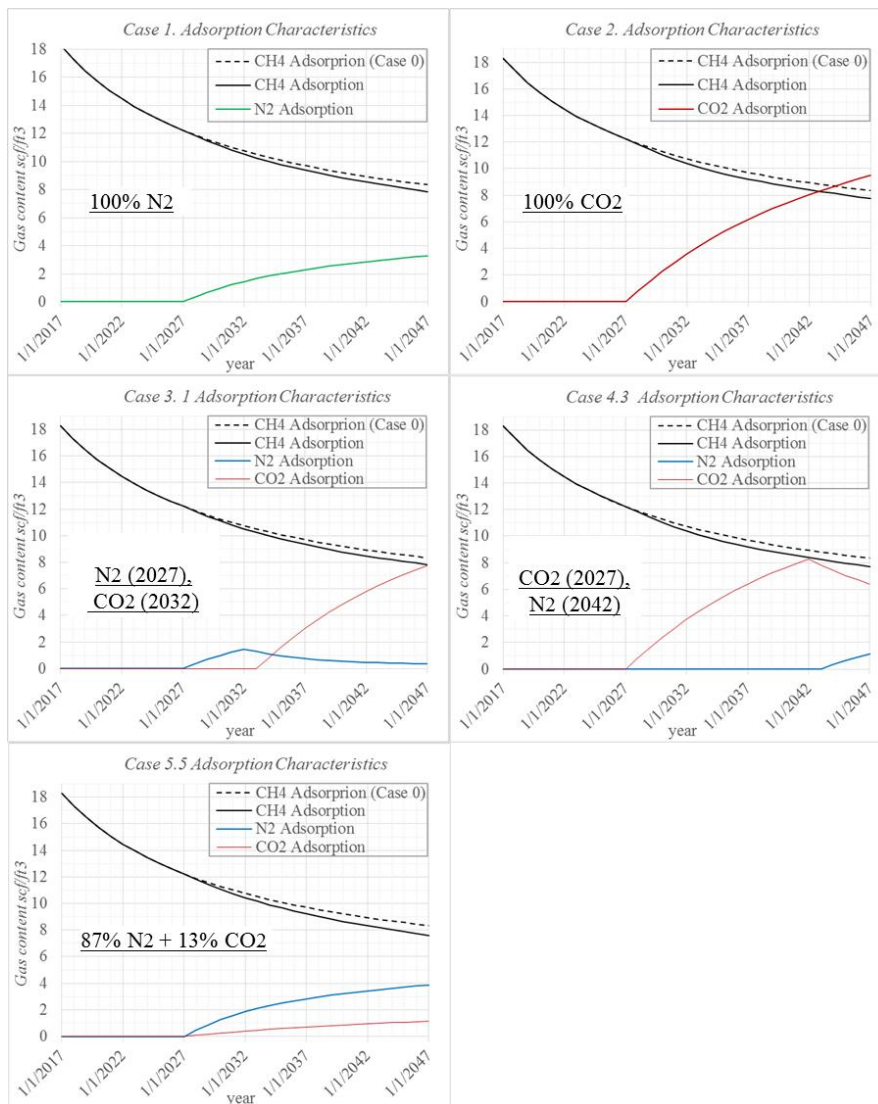 Case 1. Adsorption Characteristics
18
16
14
12
10
8
6
4
2
0
Gas content scf/ft3
CH4 Adsorprion (Case 0)
CH4 Adsorption
N2 Adsorption
100% N2
1/1/2017
1/1/2022
1/1/2027
1/1/2032
1/1/2037
1/1/2042
1/1/2047
year
Case 2. Adsorption Characteristics
18
16
14
12
10
8
6
4
2
0
Gas content scf/ft3
CH4 Adsorprion (Case 0)
CH4 Adsorption
CO2 Adsorption
100% CO2
1/1/2017
1/1/2022
1/1/2027
1/1/2032
1/1/2037
1/1/2042
1/1/2047
year
Case 3. 1 Adsorption Characteristics
18
16
14
12
10
8
6
4
2
0
Gas content scf/ft3
CH4 Adsorprion (Case 0)
CH4 Adsorption
N2 Adsorption
CO2 Adsorption
N2 (2027),
CO2 (2032)
1/1/2017
1/1/2022
1/1/2027
1/1/2032
1/1/2037
1/1/2042
1/1/2047
year
Case 4.3 Adsorption Characteristics
18
16
14
12
10
8
6
4
2
0
Gas content scf/ft3
CH4 Adsorprion (Case 0)
CH4 Adsorption
N2 Adsorption
CO2 Adsorption
CO2 (2027),
N2 (2042)
1/1/2017
1/1/2022
1/1/2027
1/1/2032
1/1/2037
1/1/2042
1/1/2047
year
Case 5.5 Adsorption Characteristics
18
16
14
12
10
8
6
4
2
0
Gas content scf/ft3
CH4 Adsorprion (Case 0)
CH4 Adsorption
N2 Adsorption
CO2 Adsorption
87% N2 + 13% CO2
1/1/2017
1/1/2022
1/1/2027
1/1/2032
1/1/2037
1/1/2042
1/1/2047
year